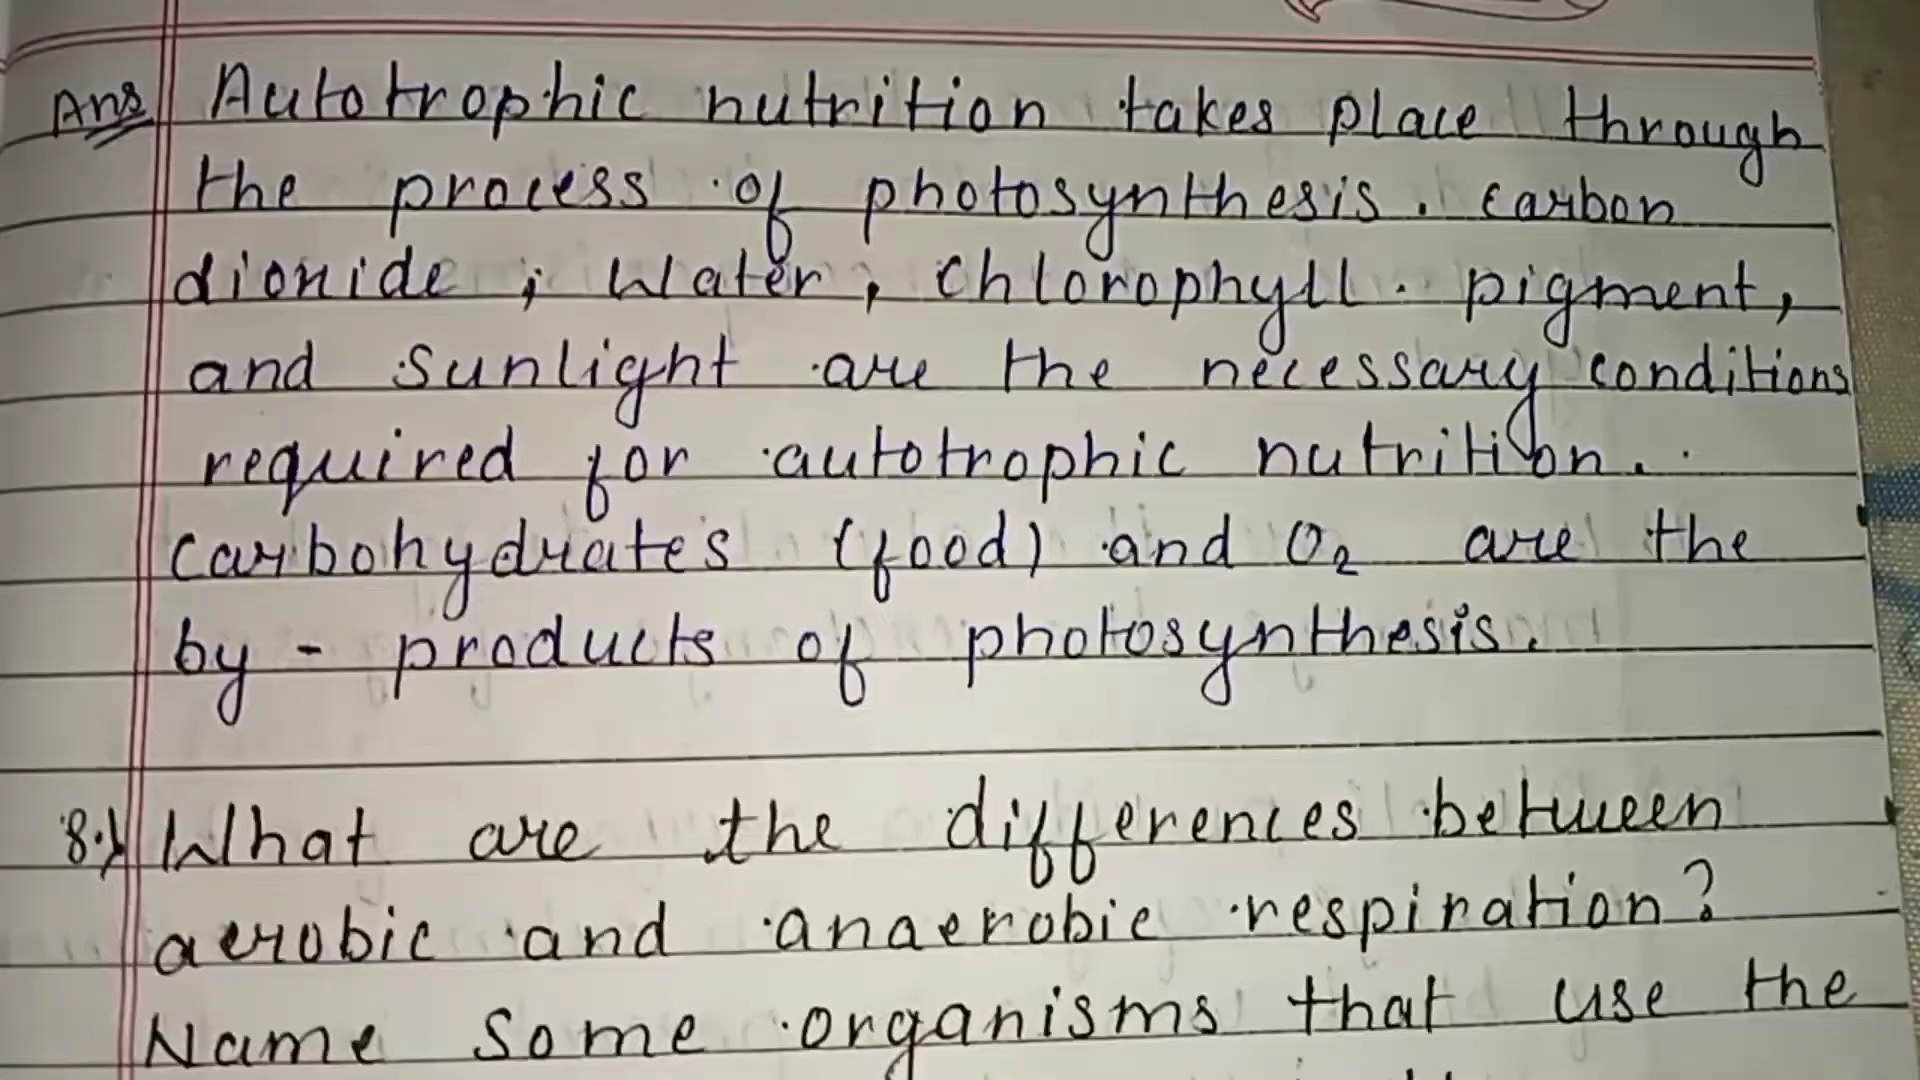 Ans Autotrophic nutrition takes place through
the process of photosynthesis. carbon
dioxide, Water, Chlorophyll. pigment,
and sunlight are the necessary conditions
required for autotrophic nutrition.
Carbohydrates (food) and O2 are the
by-products of photosynthesis.
8.) What are the differences between
aerobic and anaerobic respiration?
Name some organisms that use the